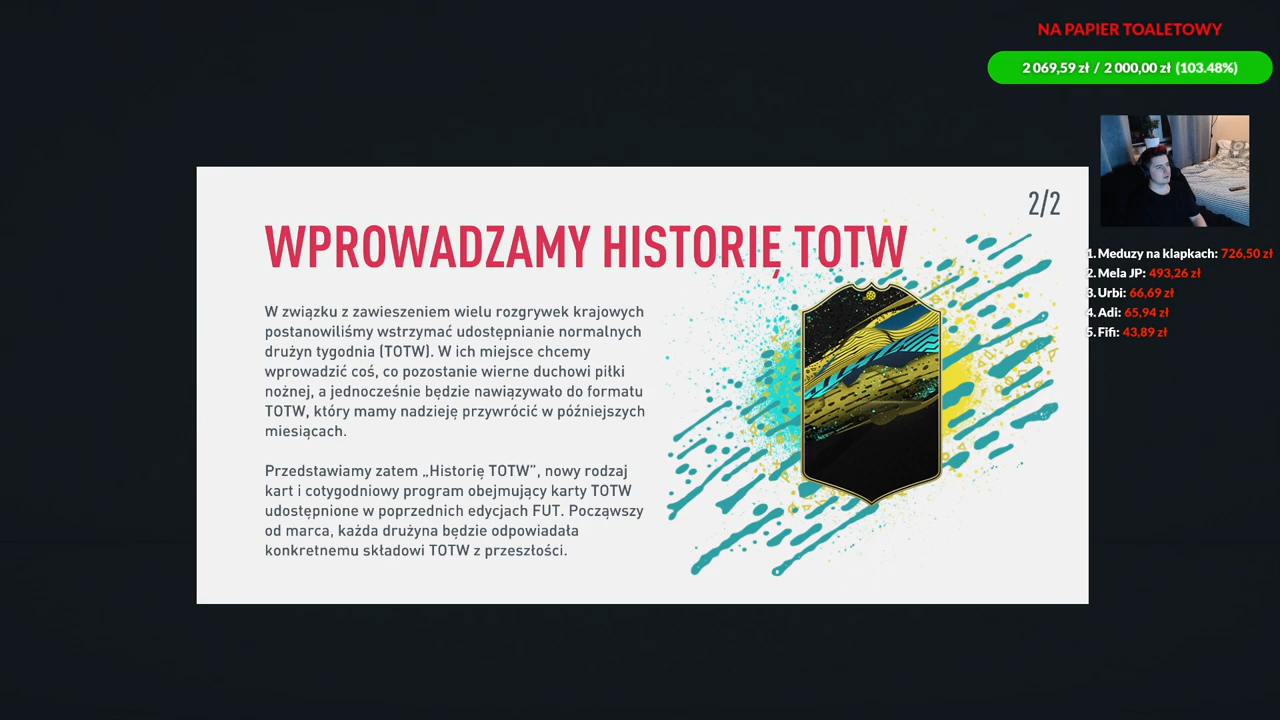 NA PAPIER TOALETOWY
2 069,59 zł / 2 000,00 zł (103.48%)
2/2
WPROWADZAMY HISTORIĘ TOTW
W związku z zawieszeniem wielu rozgrywek krajowych
postanowiliśmy wstrzymać udostępnianie normalnych
drużyn tygodnia (TOTW). W ich miejsce chcemy
wprowadzić coś, co pozostanie wierne duchowi piłki
nożnej, a jednocześnie będzie nawiązywało do formatu
TOTW, który mamy nadzieję przywrócić w późniejszych
miesiącach.
Przedstawiamy zatem „Historię TOTW”, nowy rodzaj
kart i cotygodniowy program obejmujący karty TOTW
udostępnione w poprzednich edycjach FUT. Począwszy
od marca, każda drużyna będzie odpowiadała
konkretnemu składowi TOTW z przeszłości.
1. Meduzy na klapkach: 726,50 zł
2. Mela JP: 493,26 zł
3. Urbi: 66,69 zł
4. Adi: 65,94 zł
5. Fifi: 43,89 zł